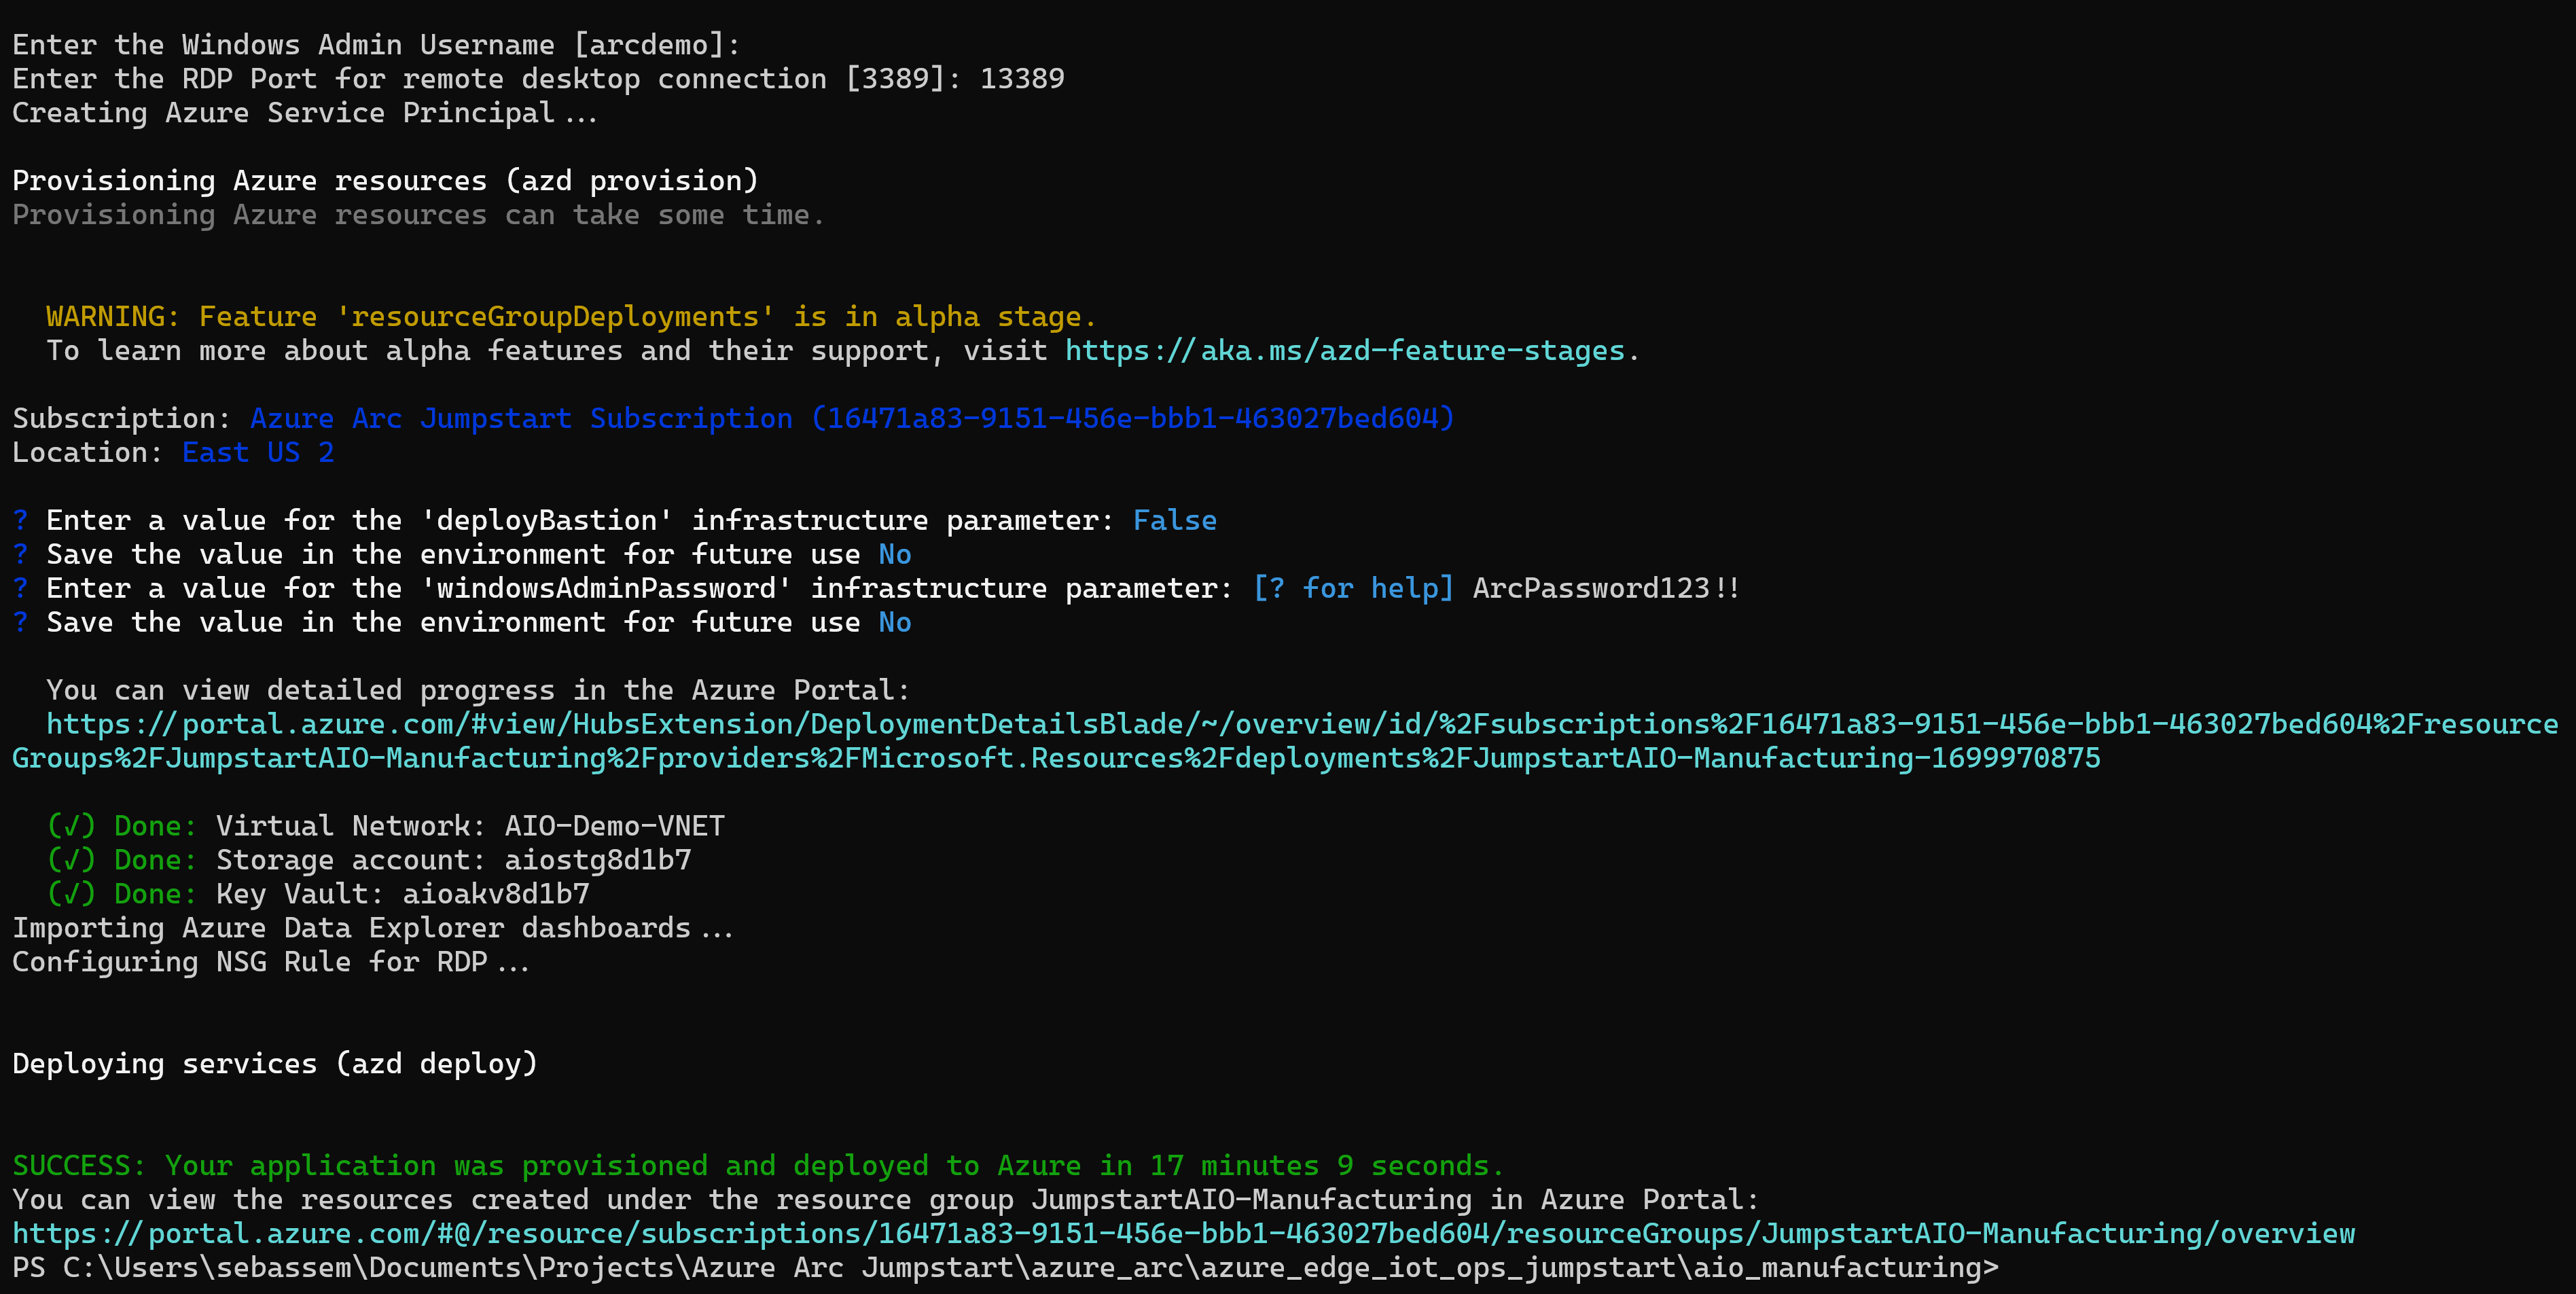 Enter the Windows Admin Username [arcdemo]:
Enter the RDP Port for remote desktop connection [3389]: 13389
Creating Azure Service Principal...
Provisioning Azure resources (azd provision)
Provisioning Azure resources can take some time.
WARNING: Feature 'resourceGroupDeployments' is in alpha stage.
To learn more about alpha features and their support, visit https://aka.ms/azd-feature-stages.
Subscription: Azure Arc Jumpstart Subscription (16471a83-9151-456e-bbb1-463027bed604)
Location: East US 2
? Enter a value for the 'deployBastion' infrastructure parameter: False
? Save the value in the environment for future use No
? Enter a value for the 'windowsAdminPassword' infrastructure parameter: [? for help] ArcPassword123!!
? Save the value in the environment for future use No
You can view detailed progress in the Azure Portal:
https://portal.azure.com/#view/HubsExtension/DeploymentDetailsBlade/~/overview/id/%2Fsubscriptions%2F16471a83-9151-456e-bbb1-463027bed604%2Fresource
Groups%2FJumpstartAIO-Manufacturing%2Fproviders%2FMicrosoft.Resources%2Fdeployments%2FJumpstartAIO-Manufacturing-1699970875
(√) Done: Virtual Network: AIO-Demo-VNET
(√) Done: Storage account: aiostg8d1b7
(√) Done: Key Vault: aioakv8d1b7
Importing Azure Data Explorer dashboards...
Configuring NSG Rule for RDP...
Deploying services (azd deploy)
SUCCESS: Your application was provisioned and deployed to Azure in 17 minutes 9 seconds.
You can view the resources created under the resource group JumpstartAIO-Manufacturing in Azure Portal:
https://portal.azure.com/#@/resource/subscriptions/16471a83-9151-456e-bbb1-463027bed604/resourceGroups/JumpstartAIO-Manufacturing/overview
PS C:\Users\sebassem\Documents\Projects\Azure Arc Jumpstart\azure_arc\azure_edge_iot_ops_jumpstart\aio_manufacturing>